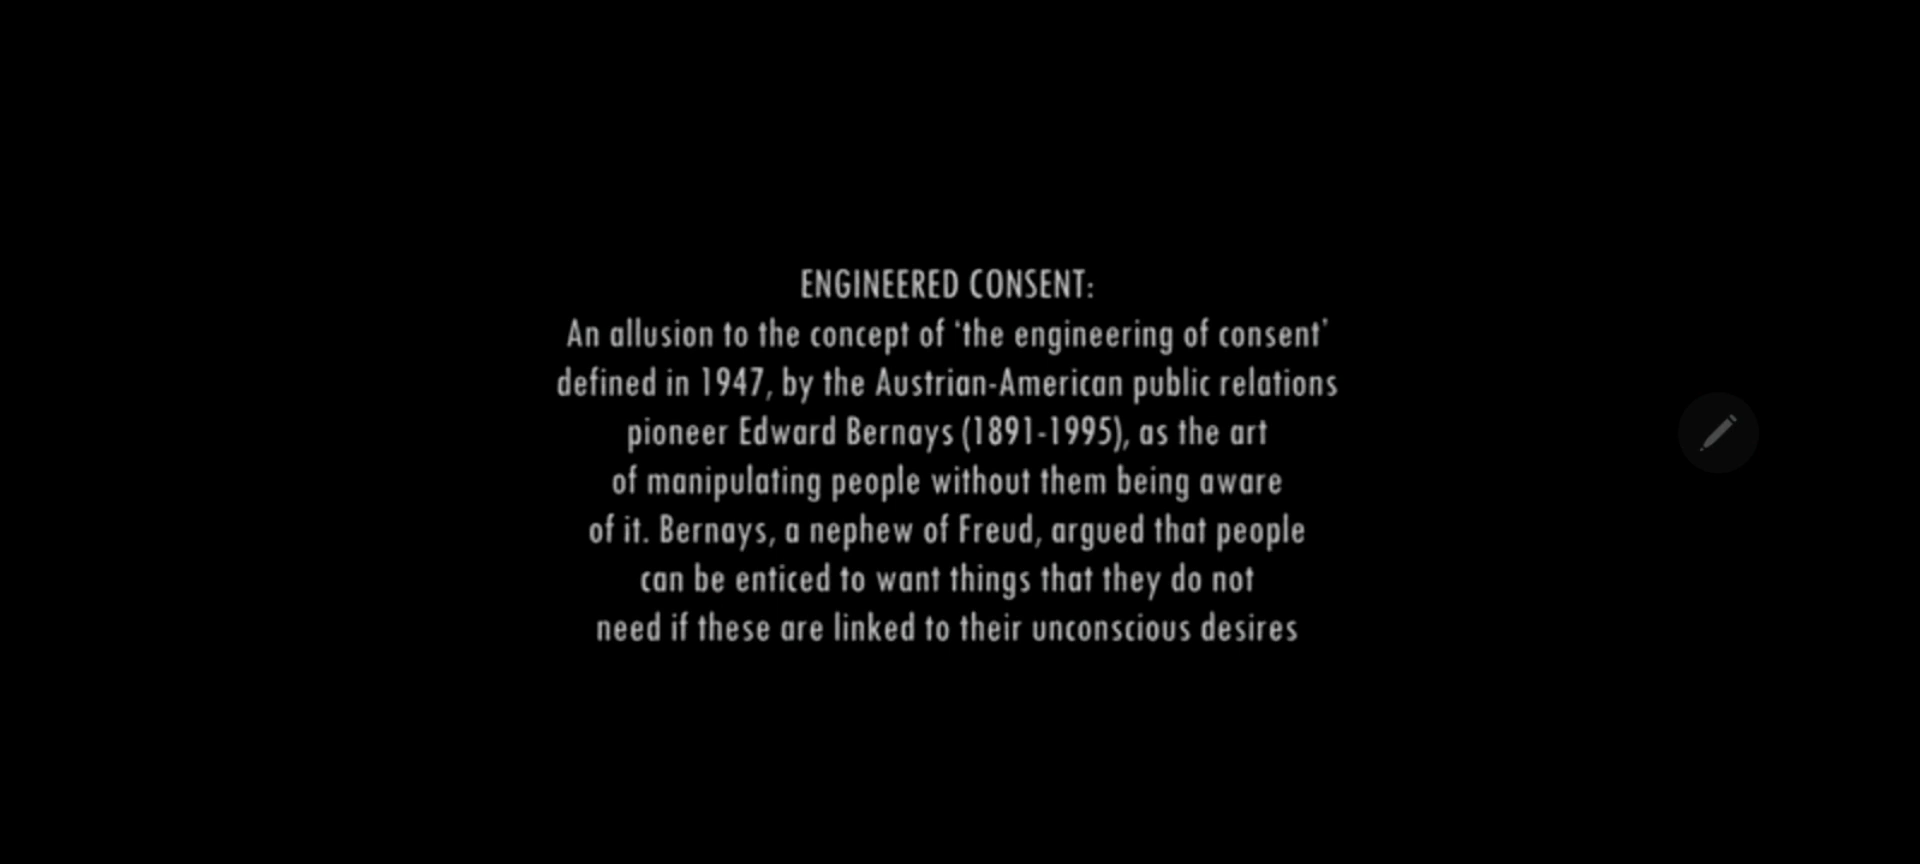 ENGINEERED CONSENT:
An allusion to the concept of ‘the engineering of consent’
defined in 1947, by the Austrian-American public relations
pioneer Edward Bernays (1891-1995), as the art
of manipulating people without them being aware
of it. Bernays, a nephew of Freud, argued that people
can be enticed to want things that they do not
need if these are linked to their unconscious desires